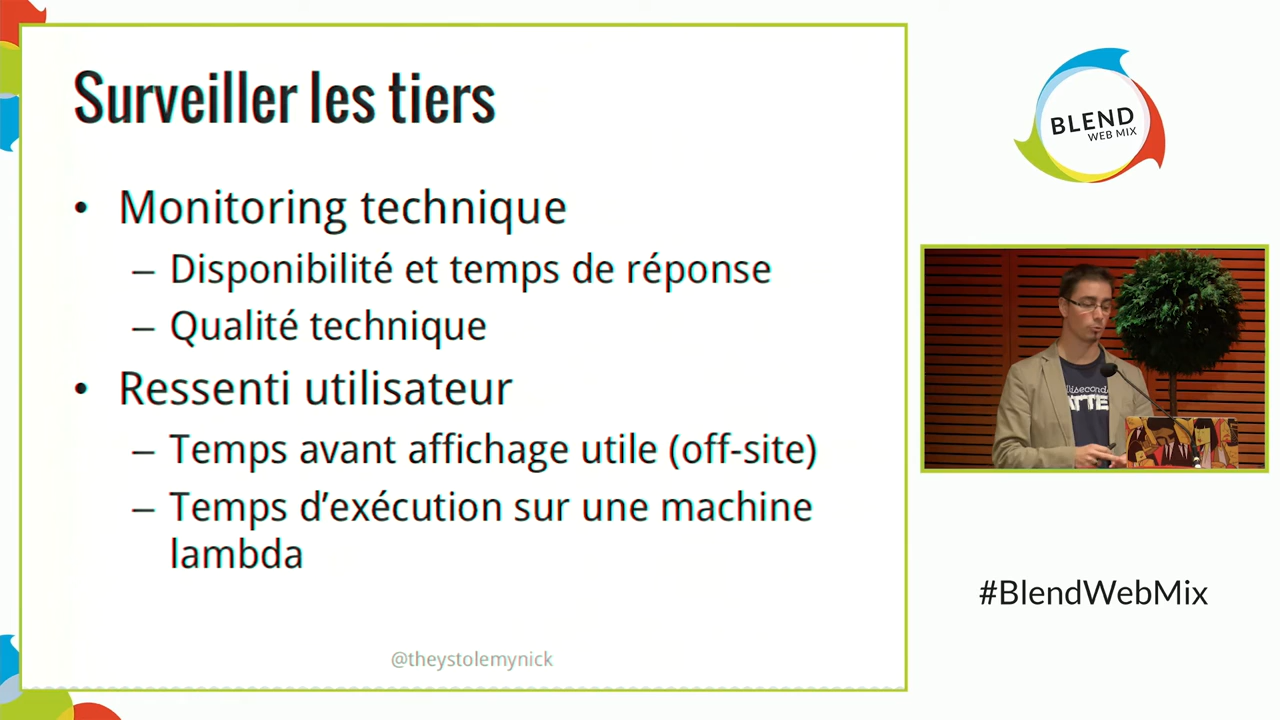 Surveiller les tiers
• Monitoring technique
– Disponibilité et temps de réponse
– Qualité technique
• Ressenti utilisateur
– Temps avant affichage utile (off-site)
– Temps d’exécution sur une machine
lambda
@theystolemynick
BLEND
WEB MIX
#BlendWebMix